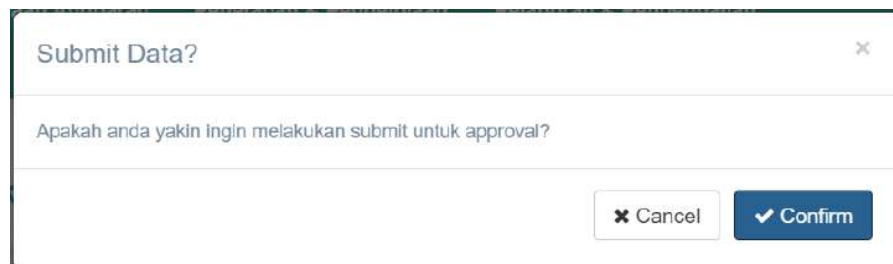 Submit Data?
×
Apakah anda yakin ingin melakukan submit untuk approval?
✖ Cancel ✔ Confirm